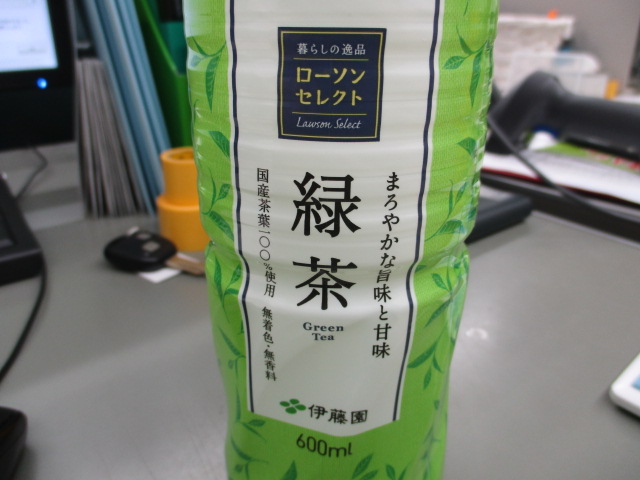 暮らしの逸品
ローソン
セレクト
Lawson Select
まろやかな旨味と甘味
緑茶
Green
Tea
国産茶葉一〇〇%使用 無着色・無香料
伊藤園
600ml